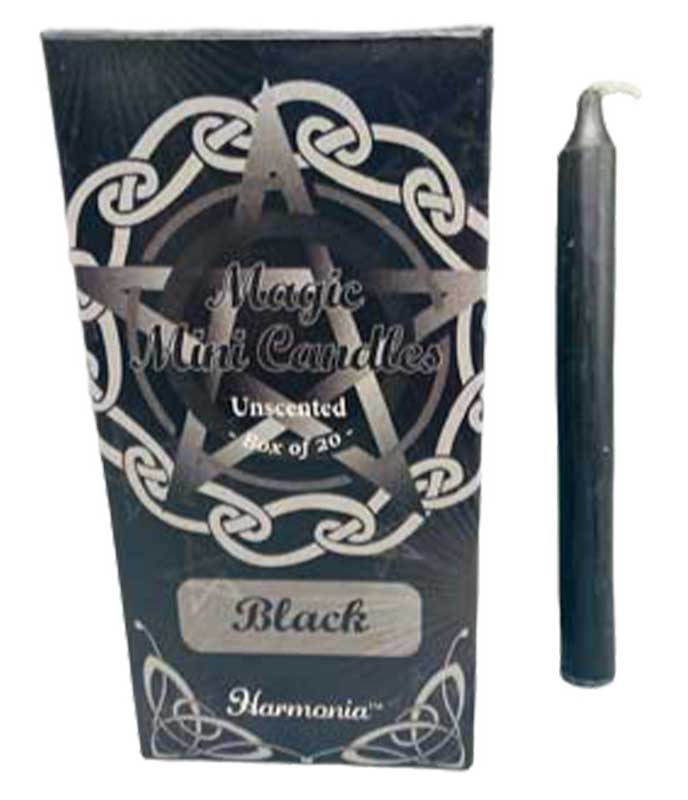 Magic
Mini Candles
Unscented
- Box of 20 -
Black
Harmonia™